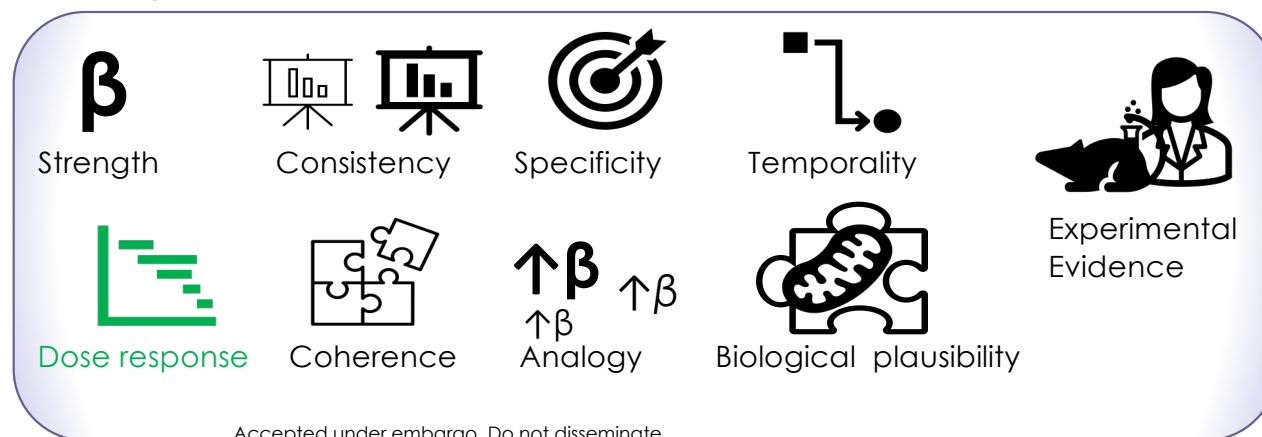 β
Strength
Consistency
Specificity
Temporality
Experimental
Evidence
Dose response
Coherence
↑β ↑β
↑β
Analogy
Biological plausibility
Accepted under embargo. Do not disseminate